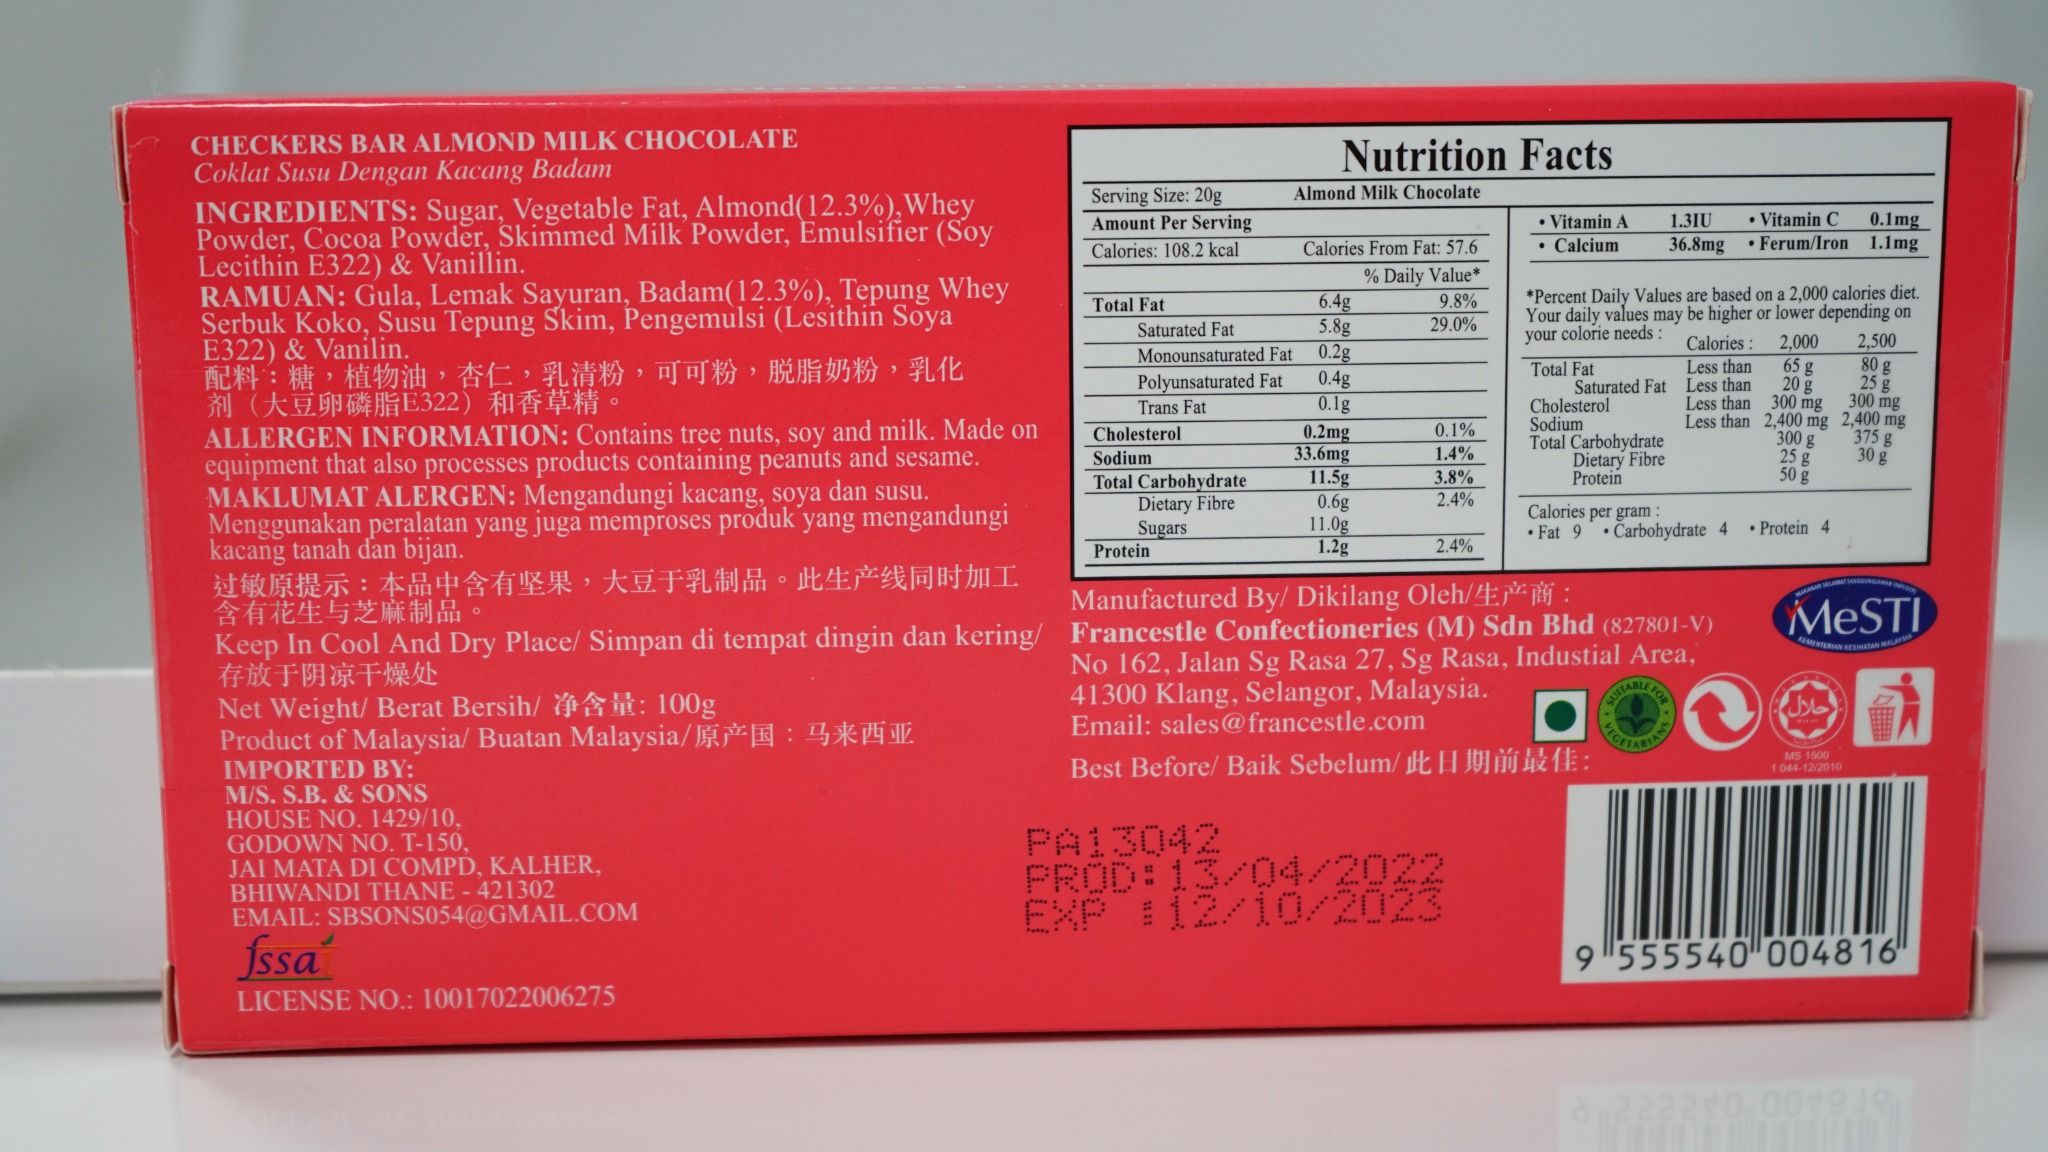 CHECKERS BAR ALMOND MILK CHOCOLATE
Coklat Susu Dengan Kacang Badam
INGREDIENTS: Sugar, Vegetable Fat, Almond(12.3%),Whey
Powder, Cocoa Powder, Skimmed Milk Powder, Emulsifier (Soy
Lecithin E322) & Vanillin.
RAMUAN: Gula, Lemak Sayuran, Badam(12.3%), Tepung Whey
Serbuk Koko, Susu Tepung Skim, Pengemulsi (Lesithin Soya
E322) & Vanilin.
配料：糖，植物油，杏仁，乳清粉，可可粉，脱脂奶粉，乳化
剂（大豆卵磷脂E322）和香草精。
ALLERGEN INFORMATION: Contains tree nuts, soy and milk. Made on
equipment that also processes products containing peanuts and sesame.
MAKLUMAT ALERGEN: Mengandungi kacang, soya dan susu.
Menggunakan peralatan yang juga memproses produk yang mengandungi
kacang tanah dan bijan.
过敏原提示：本品中含有坚果，大豆于乳制品。此生产线同时加工
含有花生与芝麻制品。
Keep In Cool And Dry Place/ Simpan di tempat dingin dan kering/
存放于阴凉干燥处
Net Weight/ Berat Bersih/ 净含量: 100g
Product of Malaysia/ Buatan Malaysia/原产国：马来西亚
IMPORTED BY:
M/S. S.B. & SONS
HOUSE NO. 1429/10,
GODOWN NO. T-150,
JAI MATA DI COMPD, KALHER,
BHIWANDI THANE - 421302
EMAIL: SBSONS054@GMAIL.COM
fssai
LICENSE NO.: 10017022006275
Nutrition Facts
Serving Size: 20g Almond Milk Chocolate
Amount Per Serving
Calories: 108.2 kcal Calories From Fat: 57.6
% Daily Value*
Total Fat 6.4g 9.8%
Saturated Fat 5.8g 29.0%
Monounsaturated Fat 0.2g
Polyunsaturated Fat 0.4g
Trans Fat 0.1g
Cholesterol 0.2mg 0.1%
Sodium 33.6mg 1.4%
Total Carbohydrate 11.5g 3.8%
Dietary Fibre 0.6g 2.4%
Sugars 11.0g
Protein 1.2g 2.4%
• Vitamin A 1.3IU • Vitamin C 0.1mg
• Calcium 36.8mg • Ferum/Iron 1.1mg
*Percent Daily Values are based on a 2,000 calories diet.
Your daily values may be higher or lower depending on
your colorie needs :
Calories : 2,000 2,500
Total Fat Less than 65 g 80 g
Saturated Fat Less than 20 g 25 g
Cholesterol Less than 300 mg 300 mg
Sodium Less than 2,400 mg 2,400 mg
Total Carbohydrate 300 g 375 g
Dietary Fibre 25 g 30 g
Protein 50 g
Calories per gram :
• Fat 9 • Carbohydrate 4 • Protein 4
Manufactured By/ Dikilang Oleh/生产商：
Francestle Confectioneries (M) Sdn Bhd (827801-V)
No 162, Jalan Sg Rasa 27, Sg Rasa, Industial Area,
41300 Klang, Selangor, Malaysia.
Email: sales@francestle.com
MAKANAN SELAMAT TANGGUNGJAWAB INDUSTRI
MeSTI
KEMENTERIAN KESIHATAN MALAYSIA
SUITABLE FOR
VEGETARIANS
حلال
MS 1500
1 044-12/2010
Best Before/ Baik Sebelum/此日期前最佳:
PA13042
PROD:13/04/2022
EXP :12/10/2023
9 555540 004816